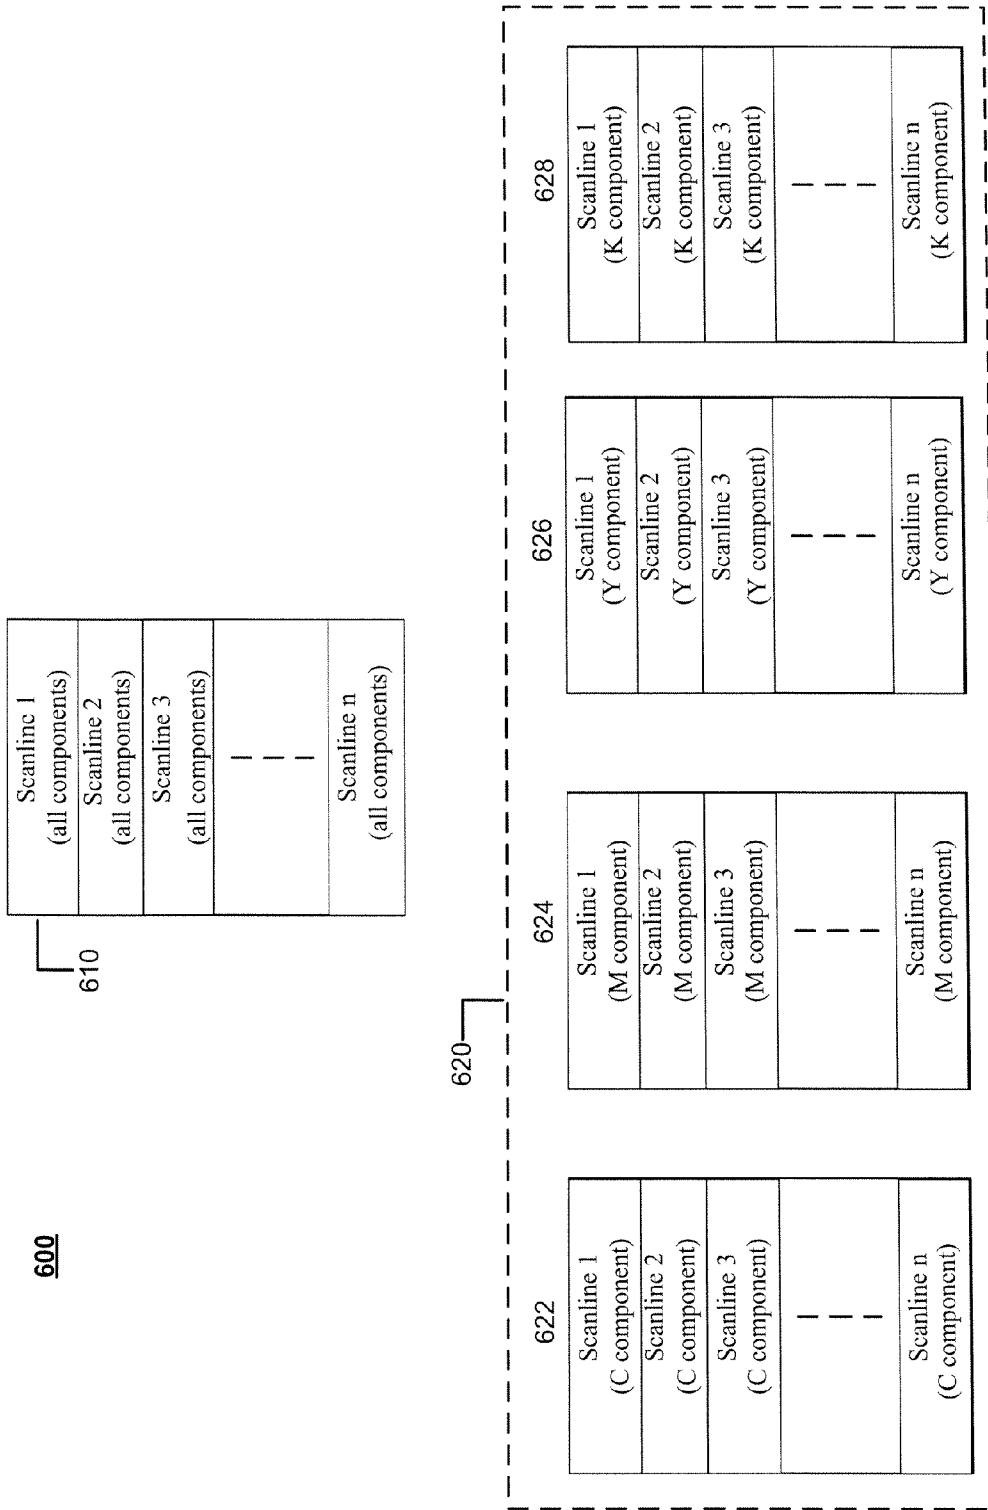 600
610
Scanline 1
(all components)
Scanline 2
(all components)
Scanline 3
(all components)
Scanline n
(all components)
620
622
Scanline 1
(C component)
Scanline 2
(C component)
Scanline 3
(C component)
Scanline n
(C component)
624
Scanline 1
(M component)
Scanline 2
(M component)
Scanline 3
(M component)
Scanline n
(M component)
626
Scanline 1
(Y component)
Scanline 2
(Y component)
Scanline 3
(Y component)
Scanline n
(Y component)
628
Scanline 1
(K component)
Scanline 2
(K component)
Scanline 3
(K component)
Scanline n
(K component)